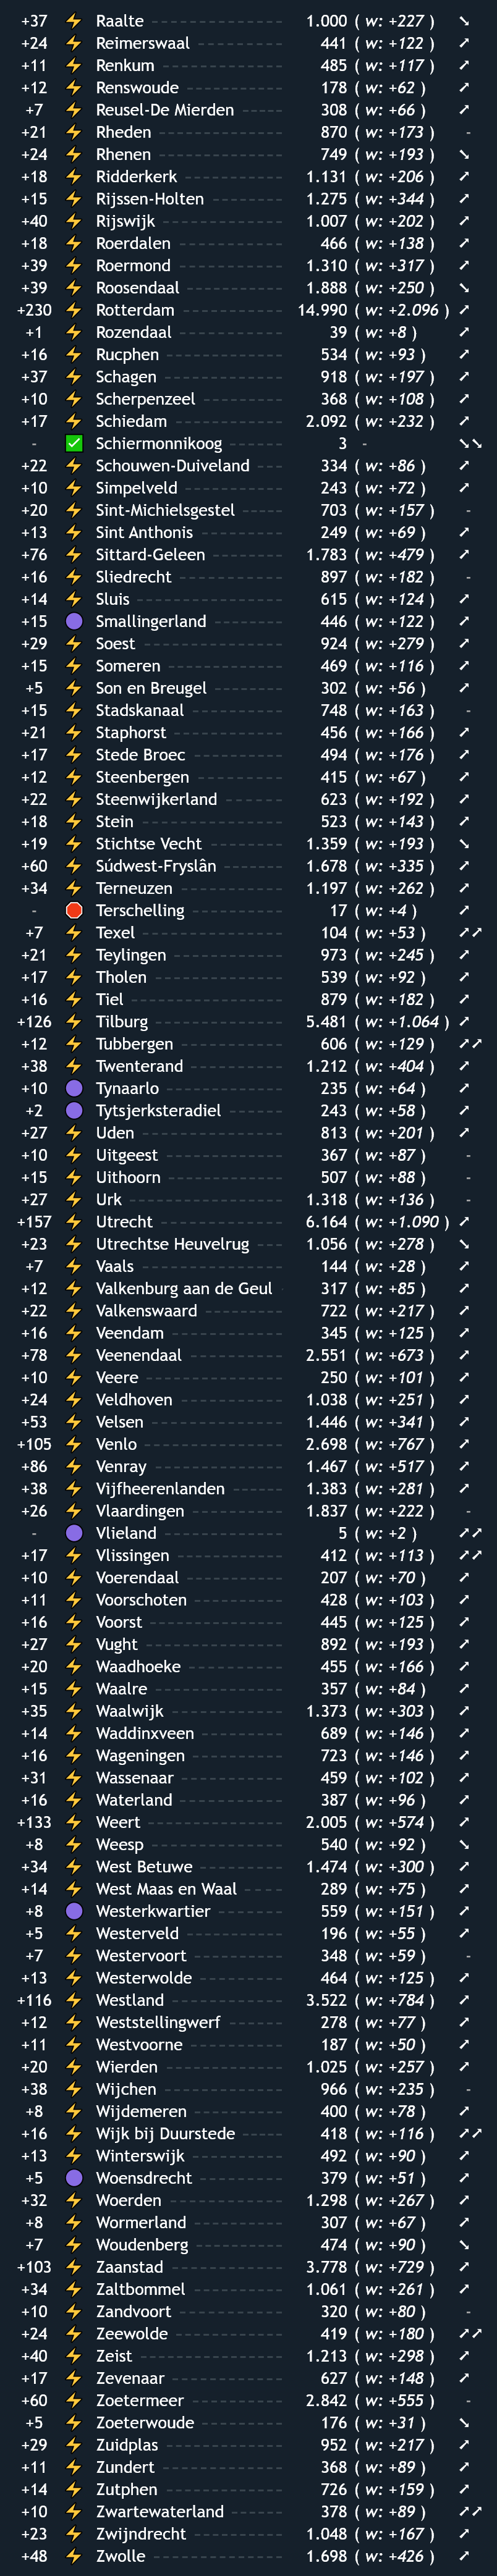 +37 ⚡ Raalte 1.000 ( w: +227 ) ➘
+24 ⚡ Reimerswaal 441 ( w: +122 ) ➚
+11 ⚡ Renkum 485 ( w: +117 ) ➚
+12 ⚡ Renswoude 178 ( w: +62 ) ➚
+7 ⚡ Reusel-De Mierden 308 ( w: +66 ) ➚
+21 ⚡ Rheden 870 ( w: +173 ) -
+24 ⚡ Rhenen 749 ( w: +193 ) ➘
+18 ⚡ Ridderkerk 1.131 ( w: +206 ) ➚
+15 ⚡ Rijssen-Holten 1.275 ( w: +344 ) ➚
+40 ⚡ Rijswijk 1.007 ( w: +202 ) ➚
+18 ⚡ Roerdalen 466 ( w: +138 ) ➚
+39 ⚡ Roermond 1.310 ( w: +317 ) ➚
+39 ⚡ Roosendaal 1.888 ( w: +250 ) ➘
+230 ⚡ Rotterdam 14.990 ( w: +2.096 ) ➚
+1 ⚡ Rozendaal 39 ( w: +8 ) ➚
+16 ⚡ Rucphen 534 ( w: +93 ) ➚
+37 ⚡ Schagen 918 ( w: +197 ) ➚
+10 ⚡ Scherpenzeel 368 ( w: +108 ) ➚
+17 ⚡ Schiedam 2.092 ( w: +232 ) ➚
- ✅ Schiermonnikoog 3 - ➘➘
+22 ⚡ Schouwen-Duiveland 334 ( w: +86 ) ➚
+10 ⚡ Simpelveld 243 ( w: +72 ) ➚
+20 ⚡ Sint-Michielsgestel 703 ( w: +157 ) -
+13 ⚡ Sint Anthonis 249 ( w: +69 ) ➚
+76 ⚡ Sittard-Geleen 1.783 ( w: +479 ) ➚
+16 ⚡ Sliedrecht 897 ( w: +182 ) -
+14 ⚡ Sluis 615 ( w: +124 ) ➚
+15 🟣 Smallingerland 446 ( w: +122 ) ➚
+29 ⚡ Soest 924 ( w: +279 ) ➚
+15 ⚡ Someren 469 ( w: +116 ) ➚
+5 ⚡ Son en Breugel 302 ( w: +56 ) ➚
+15 ⚡ Stadskanaal 748 ( w: +163 ) -
+21 ⚡ Staphorst 456 ( w: +166 ) ➚
+17 ⚡ Stede Broec 494 ( w: +176 ) ➚
+12 ⚡ Steenbergen 415 ( w: +67 ) ➚
+22 ⚡ Steenwijkerland 623 ( w: +192 ) ➚
+18 ⚡ Stein 523 ( w: +143 ) ➚
+19 ⚡ Stichtse Vecht 1.359 ( w: +193 ) ➘
+60 ⚡ Súdwest-Fryslân 1.678 ( w: +335 ) ➚
+34 ⚡ Terneuzen 1.197 ( w: +262 ) ➚
- 🛑 Terschelling 17 ( w: +4 ) ➚
+7 ⚡ Texel 104 ( w: +53 ) ➚➚
+21 ⚡ Teylingen 973 ( w: +245 ) ➚
+17 ⚡ Tholen 539 ( w: +92 ) ➚
+16 ⚡ Tiel 879 ( w: +182 ) ➚
+126 ⚡ Tilburg 5.481 ( w: +1.064 ) ➚
+12 ⚡ Tubbergen 606 ( w: +129 ) ➚➚
+38 ⚡ Twenterand 1.212 ( w: +404 ) ➚
+10 🟣 Tynaarlo 235 ( w: +64 ) ➚
+2 🟣 Tytsjerksteradiel 243 ( w: +58 ) ➚
+27 ⚡ Uden 813 ( w: +201 ) ➚
+10 ⚡ Uitgeest 367 ( w: +87 ) -
+15 ⚡ Uithoorn 507 ( w: +88 ) -
+27 ⚡ Urk 1.318 ( w: +136 ) -
+157 ⚡ Utrecht 6.164 ( w: +1.090 ) ➚
+23 ⚡ Utrechtse Heuvelrug 1.056 ( w: +278 ) ➘
+7 ⚡ Vaals 144 ( w: +28 ) ➚
+12 ⚡ Valkenburg aan de Geul 317 ( w: +85 ) ➚
+22 ⚡ Valkenswaard 722 ( w: +217 ) ➚
+16 ⚡ Veendam 345 ( w: +125 ) ➚
+78 ⚡ Veenendaal 2.551 ( w: +673 ) ➚
+10 ⚡ Veere 250 ( w: +101 ) ➚
+24 ⚡ Veldhoven 1.038 ( w: +251 ) ➚
+53 ⚡ Velsen 1.446 ( w: +341 ) ➚
+105 ⚡ Venlo 2.698 ( w: +767 ) ➚
+86 ⚡ Venray 1.467 ( w: +517 ) ➚
+38 ⚡ Vijfheerenlanden 1.383 ( w: +281 ) ➚
+26 ⚡ Vlaardingen 1.837 ( w: +222 ) -
- 🟣 Vlieland 5 ( w: +2 ) ➚➚
+17 ⚡ Vlissingen 412 ( w: +113 ) ➚➚
+10 ⚡ Voerendaal 207 ( w: +70 ) ➚
+11 ⚡ Voorschoten 428 ( w: +103 ) ➚
+16 ⚡ Voorst 445 ( w: +125 ) ➚
+27 ⚡ Vught 892 ( w: +193 ) ➚
+20 ⚡ Waadhoeke 455 ( w: +166 ) ➚
+15 ⚡ Waalre 357 ( w: +84 ) ➚
+35 ⚡ Waalwijk 1.373 ( w: +303 ) ➚
+14 ⚡ Waddinxveen 689 ( w: +146 ) ➚
+16 ⚡ Wageningen 723 ( w: +146 ) ➚
+31 ⚡ Wassenaar 459 ( w: +102 ) ➚
+16 ⚡ Waterland 387 ( w: +96 ) ➚
+133 ⚡ Weert 2.005 ( w: +574 ) ➚
+8 ⚡ Weesp 540 ( w: +92 ) ➘
+34 ⚡ West Betuwe 1.474 ( w: +300 ) ➚
+14 ⚡ West Maas en Waal 289 ( w: +75 ) ➚
+8 🟣 Westerkwartier 559 ( w: +151 ) ➚
+5 ⚡ Westerveld 196 ( w: +55 ) ➚
+7 ⚡ Westervoort 348 ( w: +59 ) -
+13 ⚡ Westerwolde 464 ( w: +125 ) ➚
+116 ⚡ Westland 3.522 ( w: +784 ) ➚
+12 ⚡ Weststellingwerf 278 ( w: +77 ) ➚
+11 ⚡ Westvoorne 187 ( w: +50 ) ➚
+20 ⚡ Wierden 1.025 ( w: +257 ) ➚
+38 ⚡ Wijchen 966 ( w: +235 ) -
+8 ⚡ Wijdemeren 400 ( w: +78 ) ➚
+16 ⚡ Wijk bij Duurstede 418 ( w: +116 ) ➚➚
+13 ⚡ Winterswijk 492 ( w: +90 ) ➚
+5 🟣 Woensdrecht 379 ( w: +51 ) ➚
+32 ⚡ Woerden 1.298 ( w: +267 ) ➚
+8 ⚡ Wormerland 307 ( w: +67 ) ➚
+7 ⚡ Woudenberg 474 ( w: +90 ) ➘
+103 ⚡ Zaanstad 3.778 ( w: +729 ) ➚
+34 ⚡ Zaltbommel 1.061 ( w: +261 ) ➚
+10 ⚡ Zandvoort 320 ( w: +80 ) -
+24 ⚡ Zeewolde 419 ( w: +180 ) ➚➚
+40 ⚡ Zeist 1.213 ( w: +298 ) ➚
+17 ⚡ Zevenaar 627 ( w: +148 ) ➚
+60 ⚡ Zoetermeer 2.842 ( w: +555 ) -
+5 ⚡ Zoeterwoude 176 ( w: +31 ) ➘
+29 ⚡ Zuidplas 952 ( w: +217 ) ➚
+11 ⚡ Zundert 368 ( w: +89 ) ➚
+14 ⚡ Zutphen 726 ( w: +159 ) ➚
+10 ⚡ Zwartewaterland 378 ( w: +89 ) ➚➚
+23 ⚡ Zwijndrecht 1.048 ( w: +167 ) ➚
+48 ⚡ Zwolle 1.698 ( w: +426 ) ➚